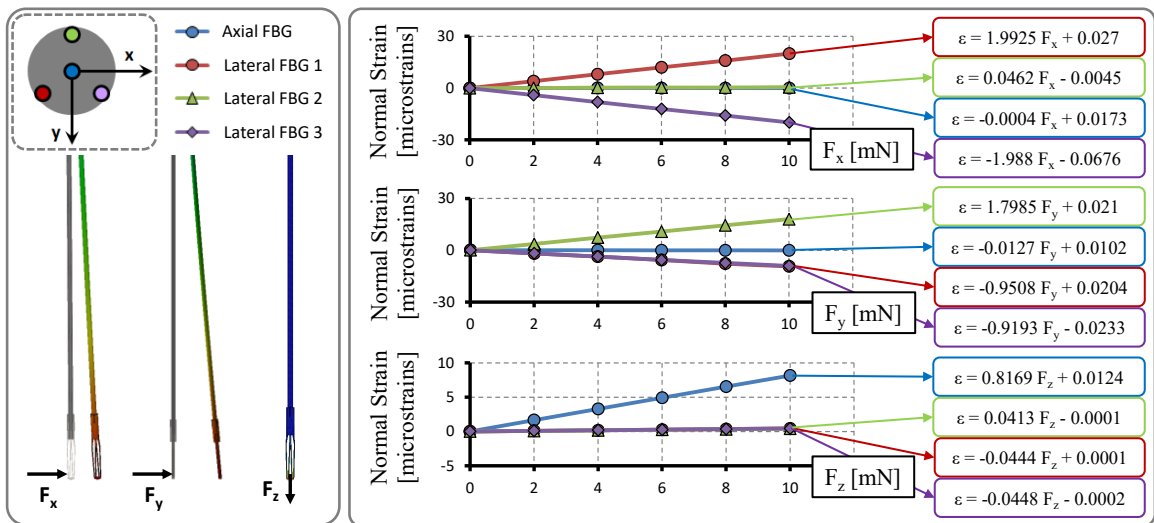 x
y
Axial FBG
Lateral FBG 1
Lateral FBG 2
Lateral FBG 3
Fx
Fy
Fz
Normal Strain
[microstrains]
30
0
-30
0 2 4 6 8 10
Fx [mN]
ε = 1.9925 Fx + 0.027
ε = 0.0462 Fx - 0.0045
ε = -0.0004 Fx + 0.0173
ε = -1.988 Fx - 0.0676
Normal Strain
[microstrains]
30
0
-30
0 2 4 6 8 10
Fy [mN]
ε = 1.7985 Fy + 0.021
ε = -0.0127 Fy + 0.0102
ε = -0.9508 Fy + 0.0204
ε = -0.9193 Fy - 0.0233
Normal Strain
[microstrains]
10
5
0
-5
0 2 4 6 8 10
Fz [mN]
ε = 0.8169 Fz + 0.0124
ε = 0.0413 Fz - 0.0001
ε = -0.0444 Fz + 0.0001
ε = -0.0448 Fz - 0.0002